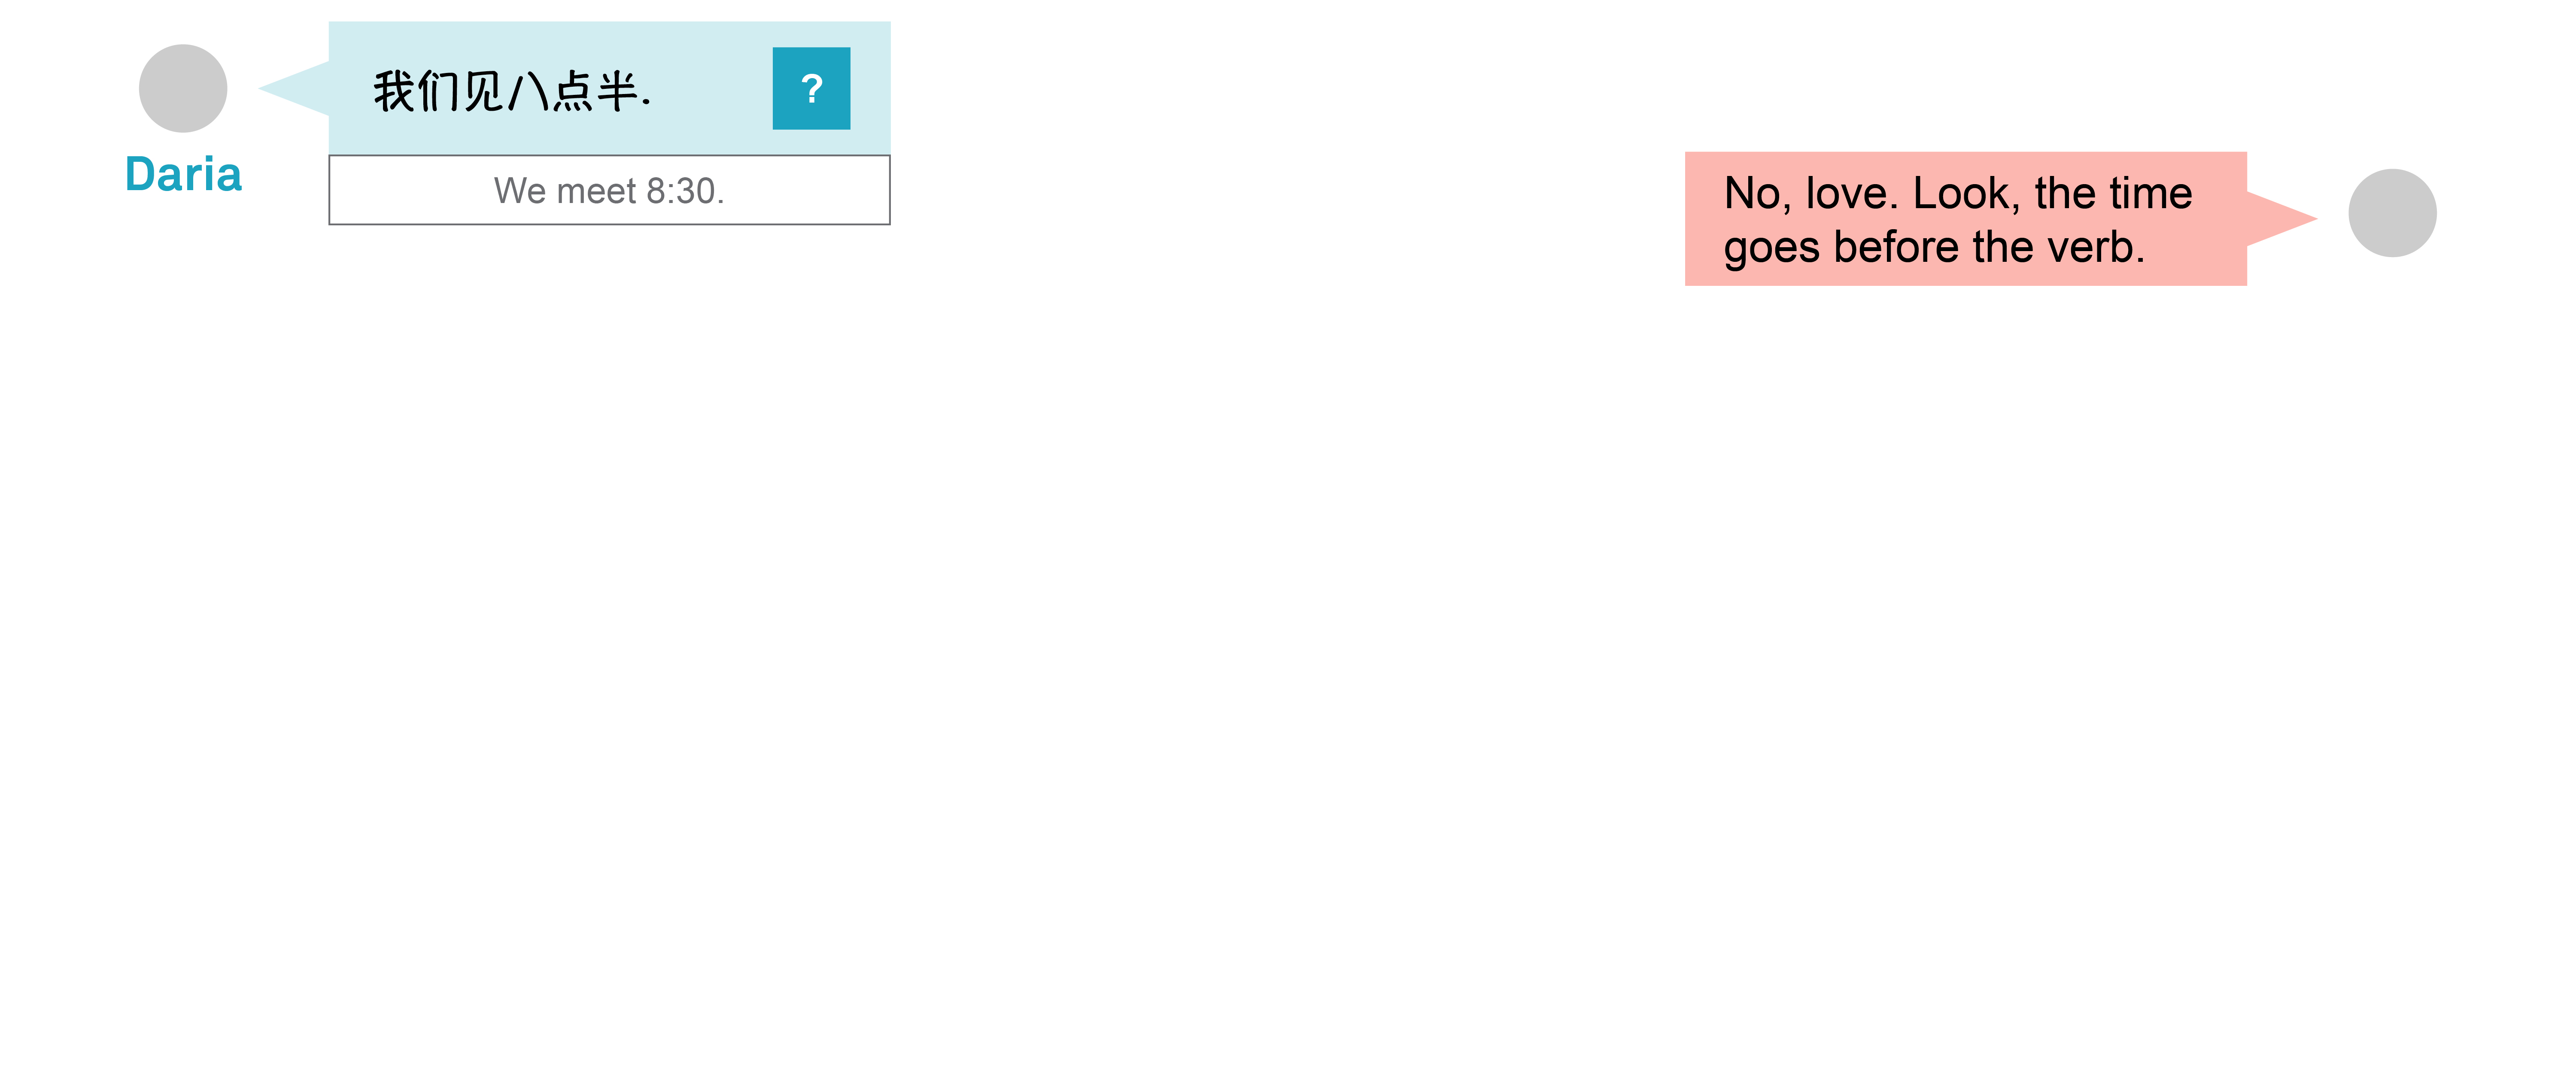 我们见八点半.
?
Daria
We meet 8:30.
No, love. Look, the time
goes before the verb.